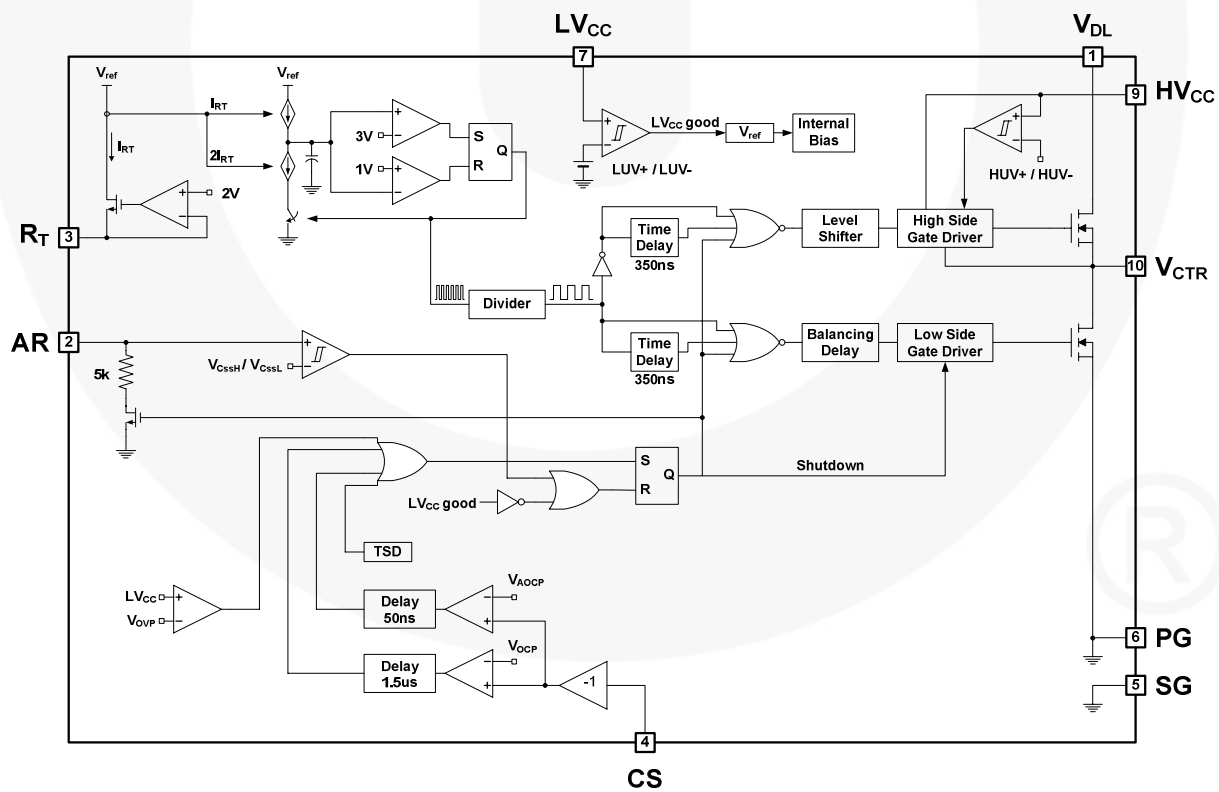 LVCC
VDL
7
1
Vref
Vref
9
HVCC
IRT
3V
S
Q
R
LVCC good
Vref
Internal
Bias
IRT
2IRT
1V
LUV+ / LUV-
HUV+ / HUV-
2V
RT
3
Time
Delay
350ns
Level
Shifter
High Side
Gate Driver
10
VCTR
Divider
AR
2
Time
Delay
350ns
Balancing
Delay
Low Side
Gate Driver
VCssH / VCssL
5k
S
Q
R
Shutdown
LVCC good
TSD
LVCC
VOVP
Delay
50ns
VAOCP
Delay
1.5us
VOCP
-1
6
PG
5
SG
4
CS
+
-
®